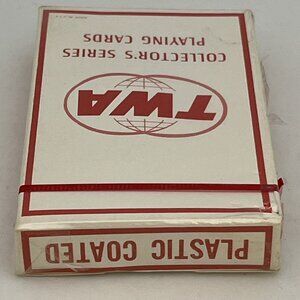 PLASTIC COATED
TWA
COLLECTOR'S SERIES
PLAYING CARDS